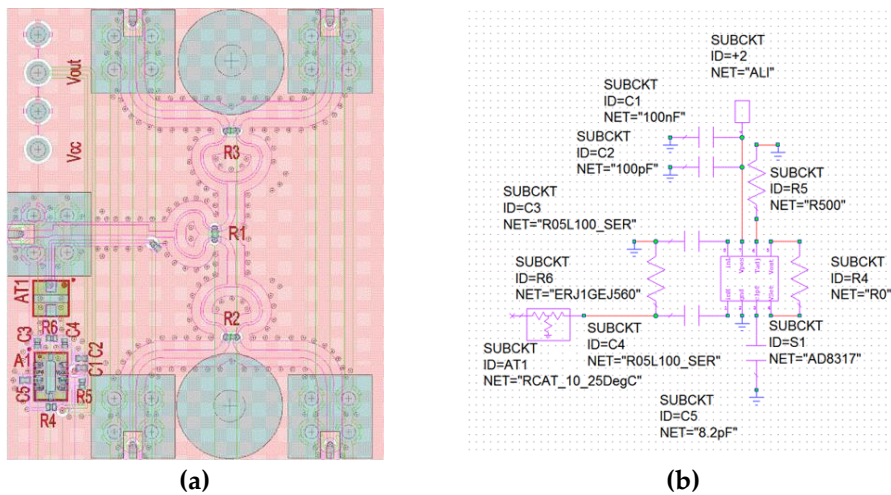 Vout
Vcc
R3
R1
R2
AT1
R6
C3
C4
A-1
C2
C1
C5
R5
R4
(a)
SUBCKT
ID=+2
NET="ALI"
SUBCKT
ID=C1
NET="100nF"
SUBCKT
ID=C2
NET="100pF"
SUBCKT
ID=R5
NET="R500"
SUBCKT
ID=C3
NET="R05L100_SER"
SUBCKT
ID=R6
NET="ERJ1GEJ560"
SUBCKT
ID=R4
NET="R0"
SUBCKT
ID=C4
NET="R05L100_SER"
SUBCKT
ID=S1
NET="AD8317"
SUBCKT
ID=AT1
NET="RCAT_10_25DegC"
SUBCKT
ID=C5
NET="8.2pF"
(b)